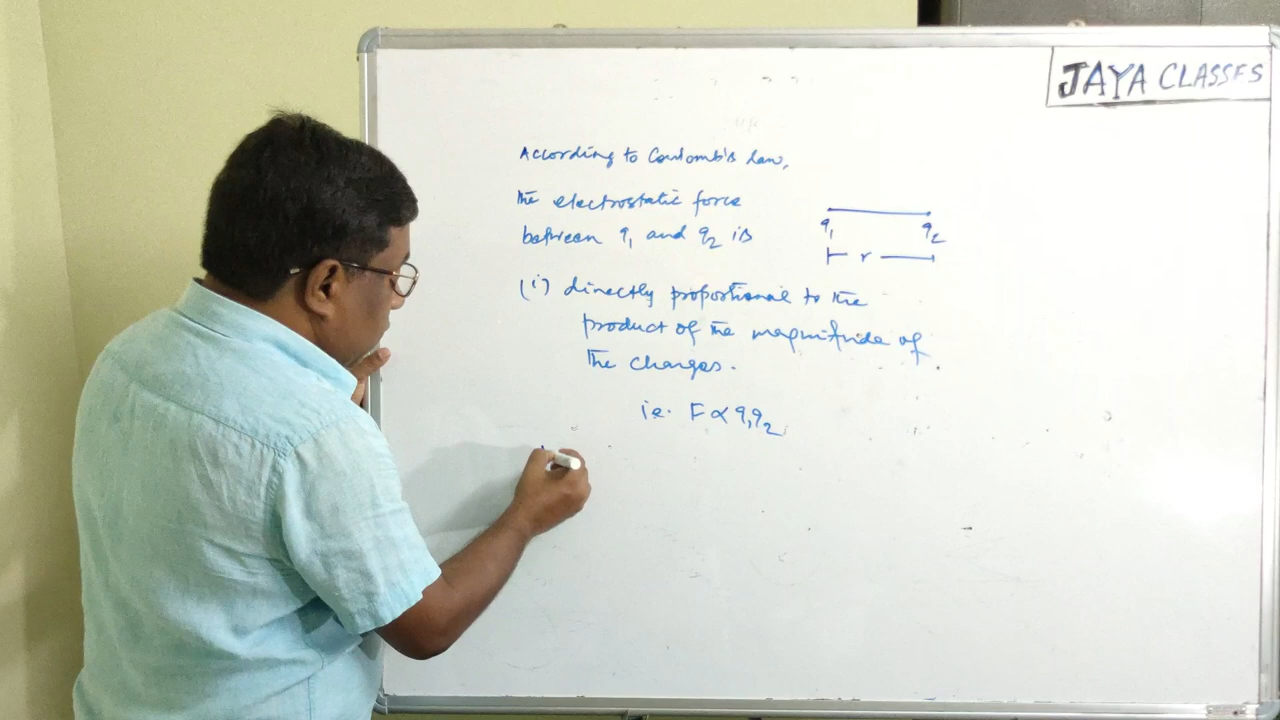 JAYA CLASSES
According to Coulomb's Law,
the electrostatic force
between q1 and q2 is
q1 q2
r
(i) directly proportional to the
product of the magnitude of
the charges.
i.e. F ∝ q1q2